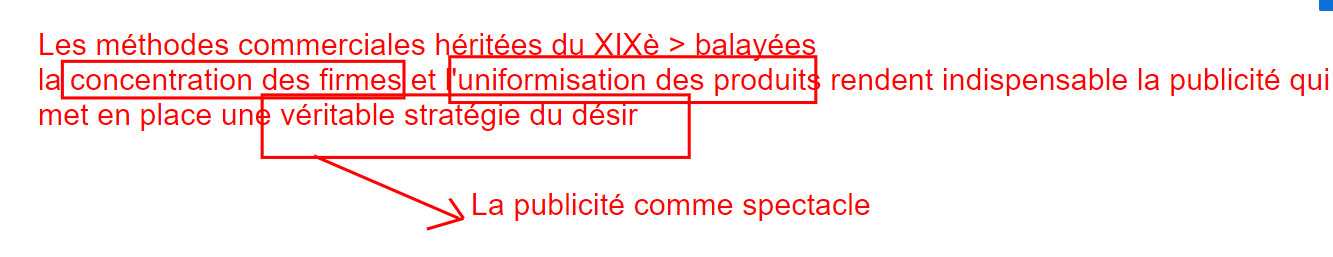 Les méthodes commerciales héritées du XIXè > balayées
la concentration des firmes et l'uniformisation des produits rendent indispensable la publicité qui
met en place une véritable stratégie du désir
La publicité comme spectacle